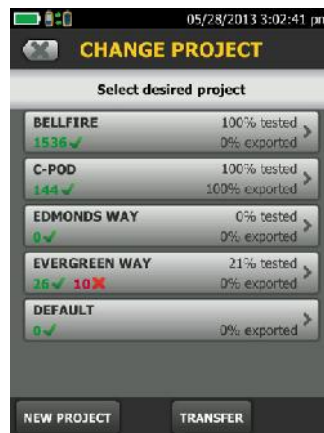 05/28/2013 3:02:41 pm
CHANGE PROJECT
Select desired project
BELLFIRE 100% tested
1536 ✓ 0% exported
C-POD 100% tested
144 ✓ 100% exported
EDMONDS WAY 0% tested
0 ✓ 0% exported
EVERGREEN WAY 21% tested
26 ✓ 10 ✗ 0% exported
DEFAULT
0 ✓ 0% exported
NEW PROJECT TRANSFER